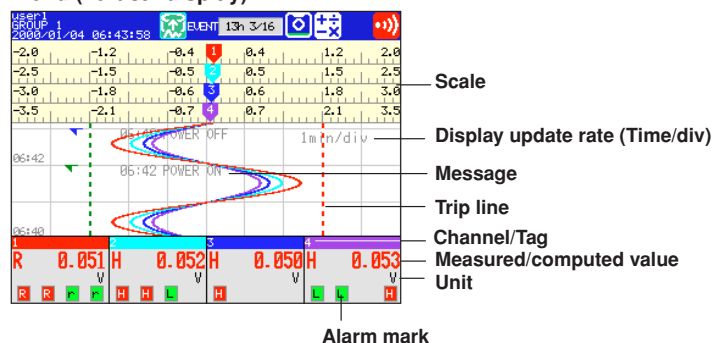 user1
GROUP 1
2000/01/04 06:43:58
EVENT 13h 3/16
-2.0 -1.2 -0.4 1 0.4 1.2 2.0
-2.5 -1.5 -0.5 2 0.5 1.5 2.5
-3.0 -1.8 -0.6 3 0.6 1.8 3.0
-3.5 -2.1 -0.7 4 0.7 2.1 3.5
Scale
POWER OFF
1min/div
Display update rate (Time/div)
06:42
06:42 POWER ON
Message
Trip line
06:40
1 2 3 4
Channel/Tag
R 0.051 H 0.052 H 0.050 H 0.053
Measured/computed value
V V V V
Unit
R R r r H H L H L L H
Alarm mark